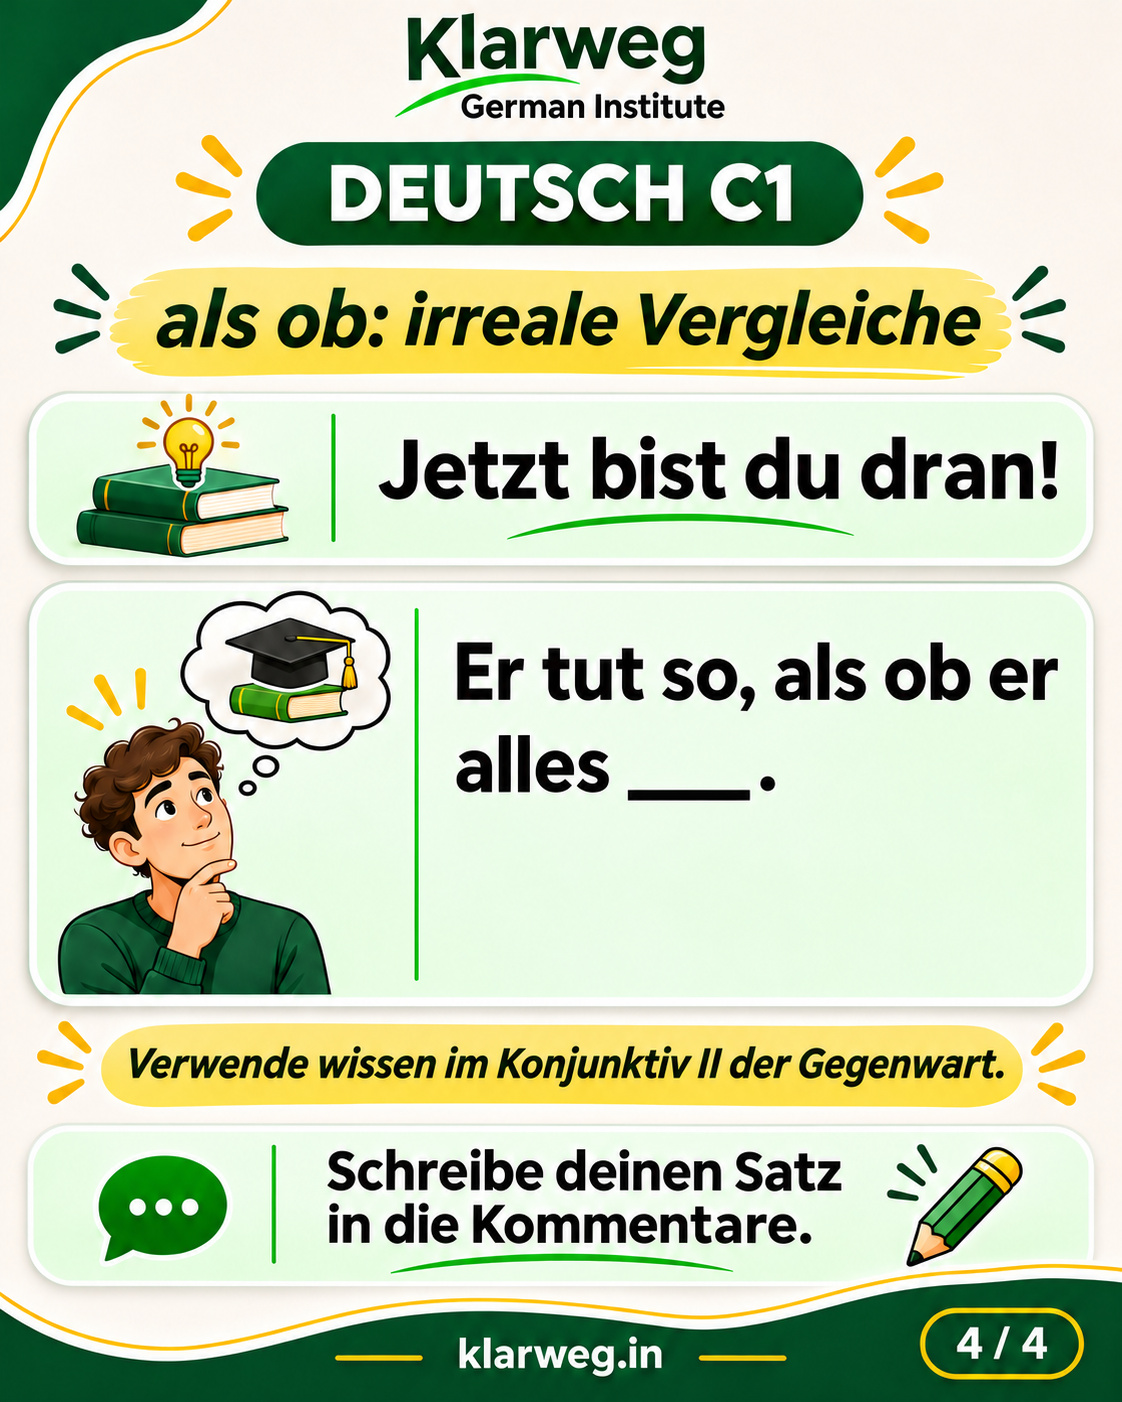 Klarweg
German Institute
DEUTSCH C1
als ob: irreale Vergleiche
Jetzt bist du dran!
Er tut so, als ob er
alles ___.
Verwende wissen im Konjunktiv II der Gegenwart.
Schreibe deinen Satz
in die Kommentare.
klarweg.in
4 / 4